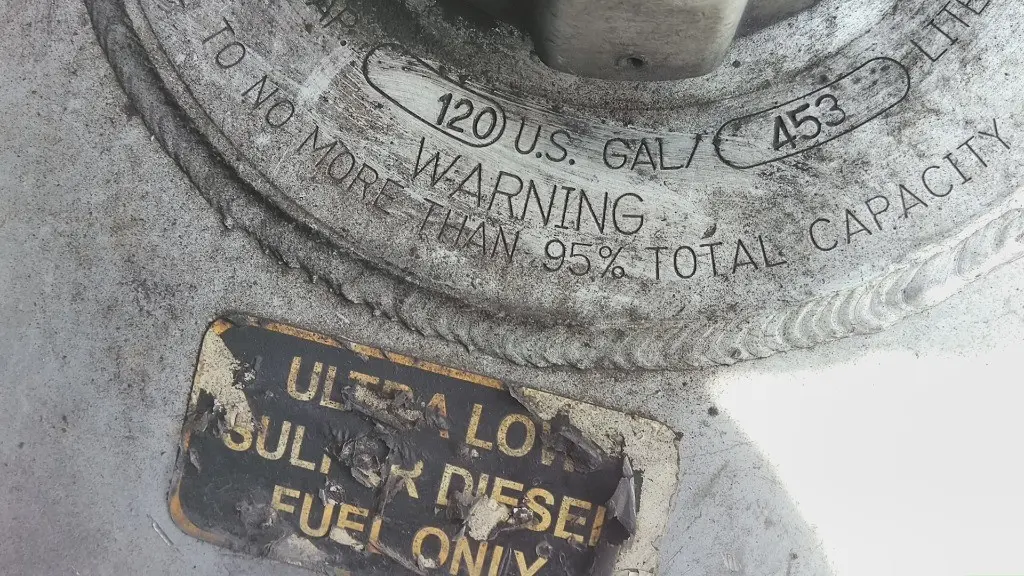 120 U.S. GAL/ 453
WARNING
TO NO MORE THAN 95% TOTAL CAPACITY
ULTRA LOW
SULFUR DIESEL
FUEL ONLY